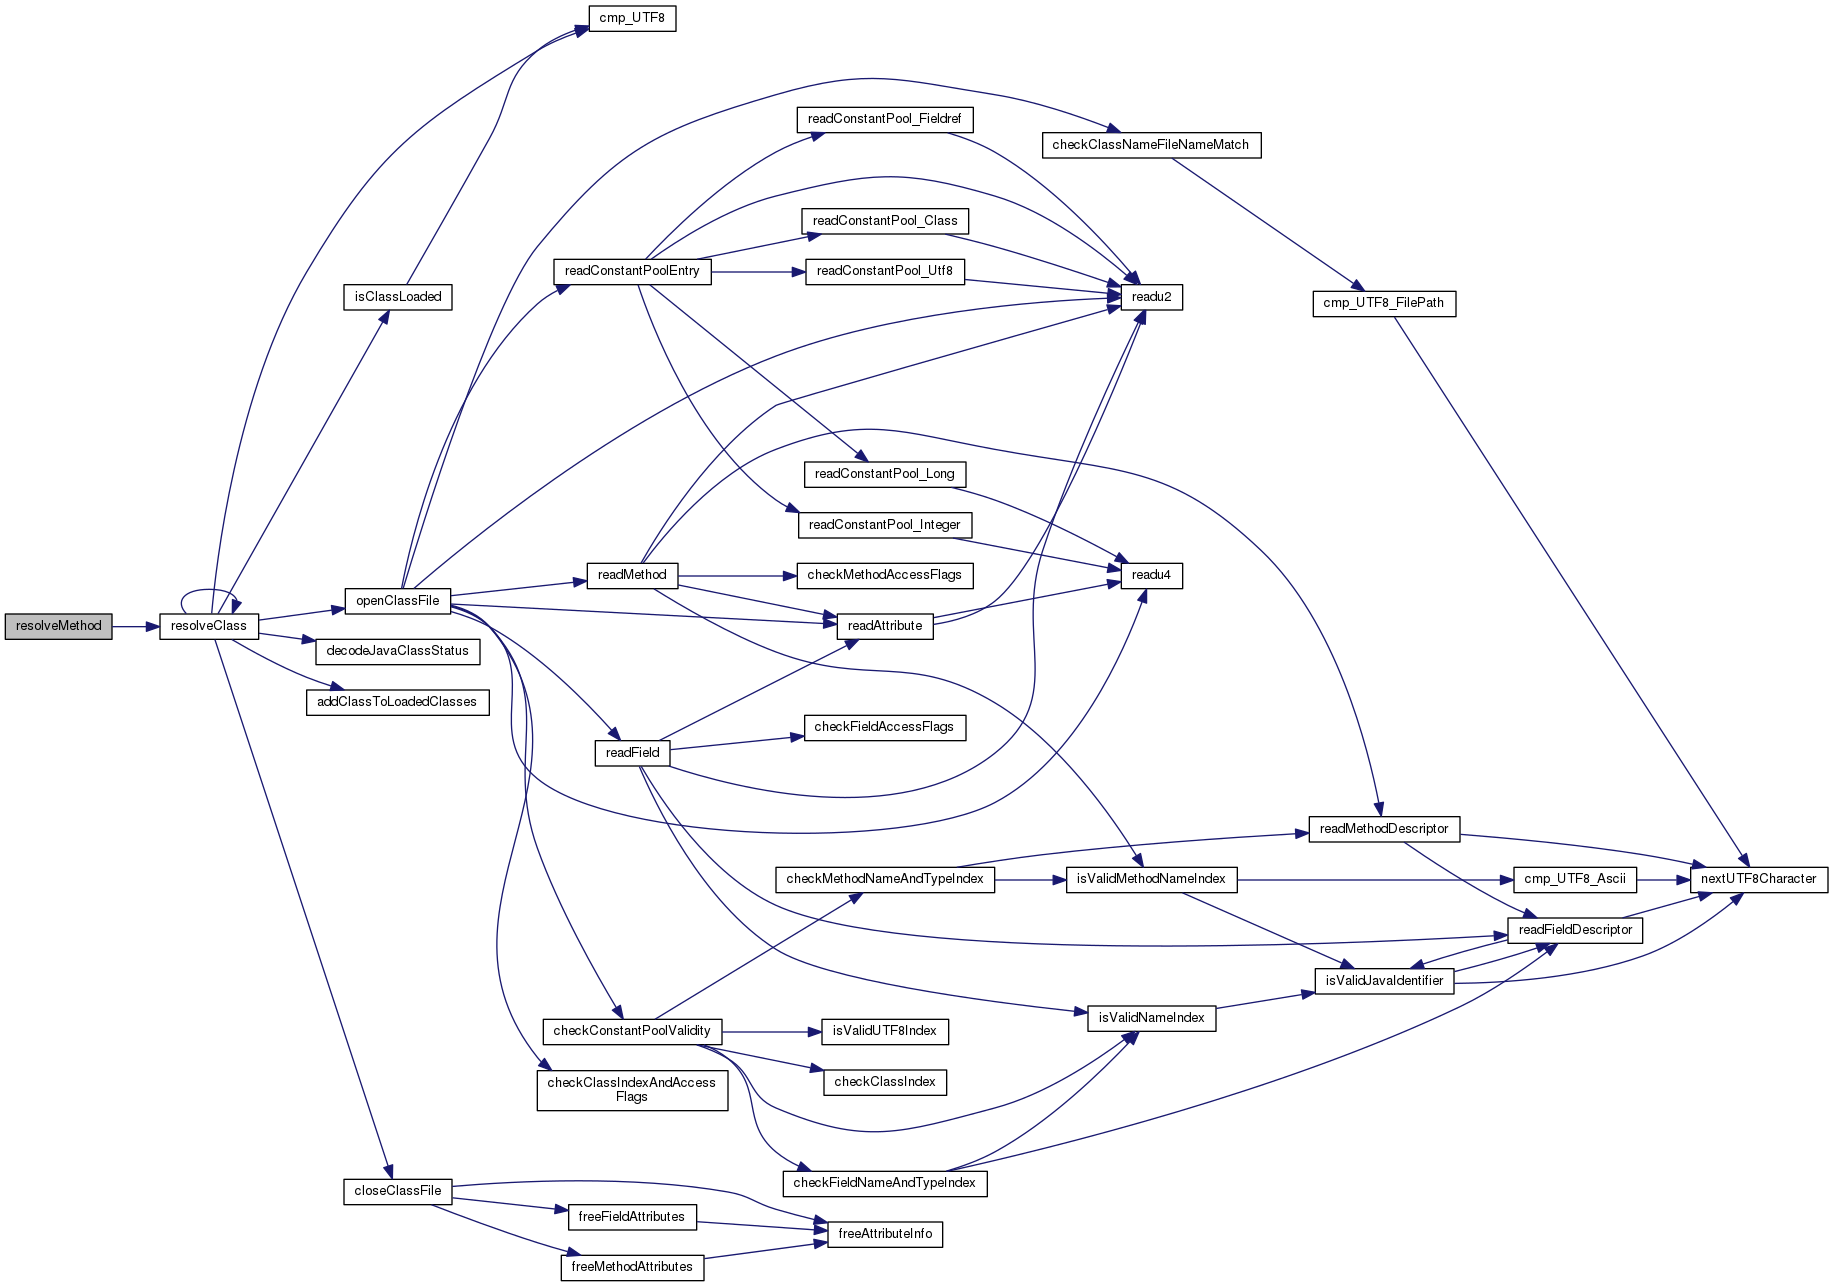 cmp_UTF8
readConstantPool_Fieldref
checkClassNameFileNameMatch
readConstantPool_Class
readConstantPoolEntry
readConstantPool_Utf8
isClassLoaded
readu2
cmp_UTF8_FilePath
readConstantPool_Long
readConstantPool_Integer
readMethod
checkMethodAccessFlags
readu4
openClassFile
resolveMethod
resolveClass
readAttribute
decodeJavaClassStatus
addClassToLoadedClasses
checkFieldAccessFlags
readField
readMethodDescriptor
checkMethodNameAndTypeIndex
isValidMethodNameIndex
cmp_UTF8_Ascii
nextUTF8Character
readFieldDescriptor
isValidJavaIdentifier
isValidNameIndex
checkConstantPoolValidity
isValidUTF8Index
checkClassIndex
checkClassIndexAndAccess
Flags
checkFieldNameAndTypeIndex
closeClassFile
freeFieldAttributes
freeAttributeInfo
freeMethodAttributes